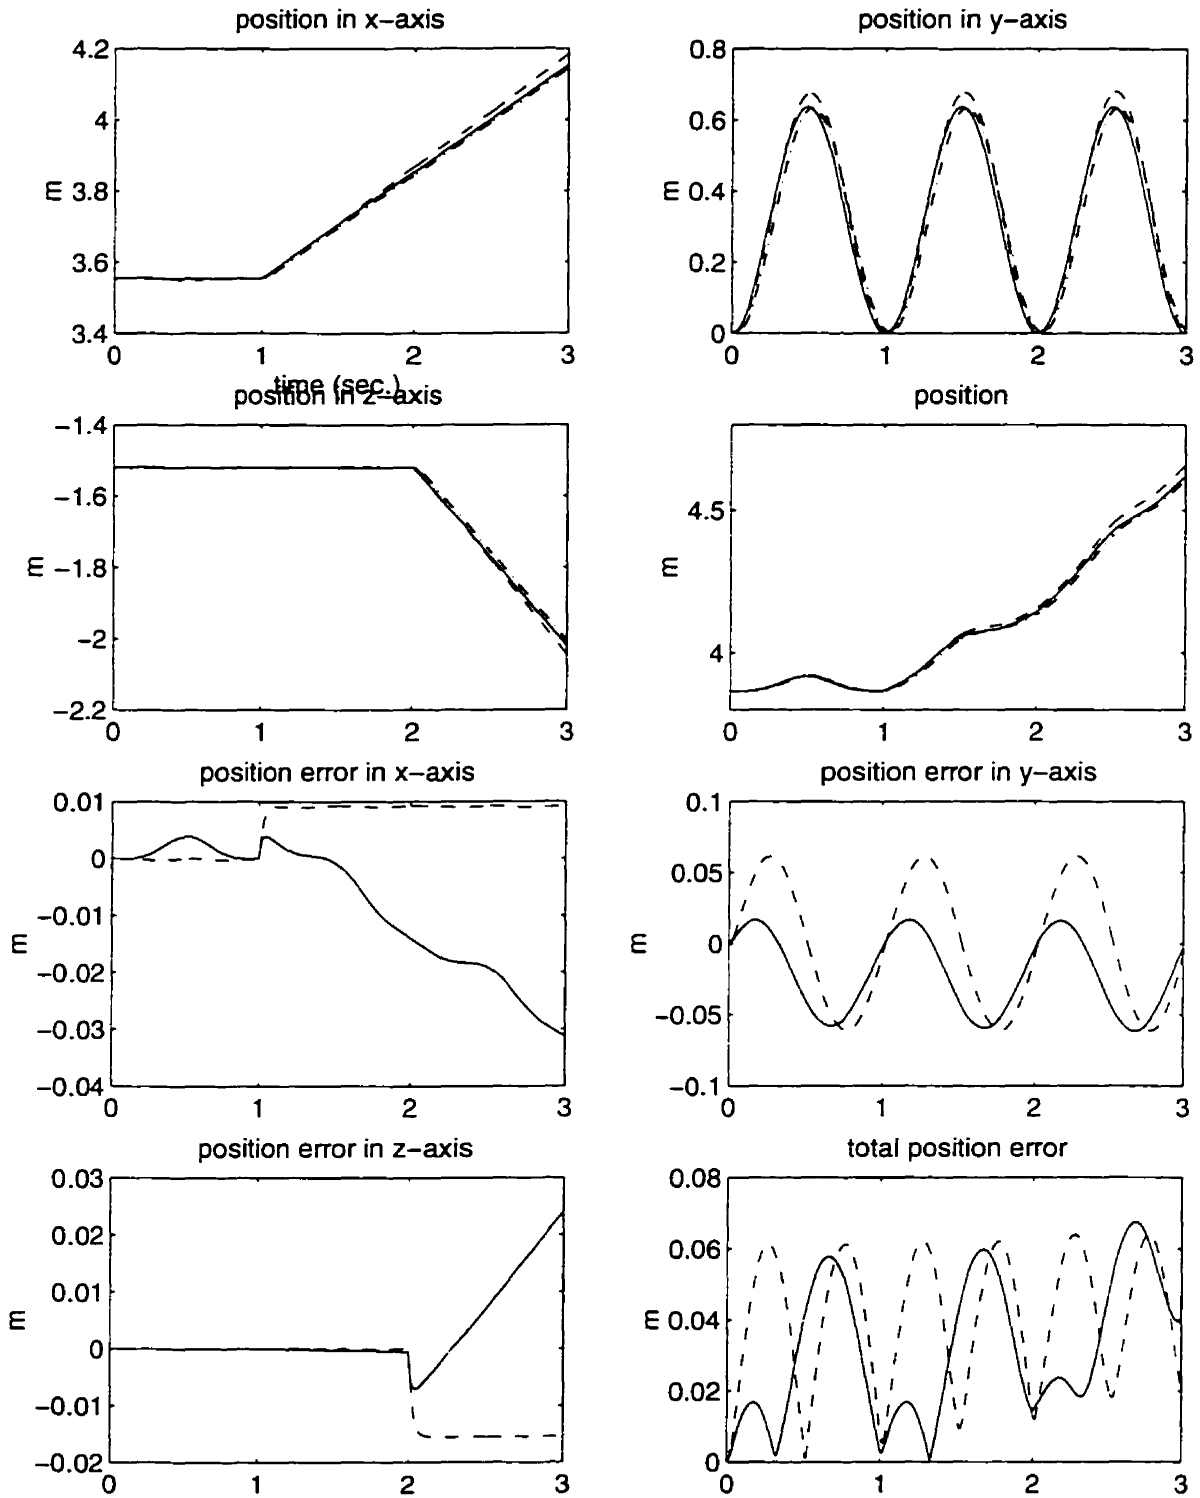 position in x-axis
4.2
4
3.8
3.6
3.4
m
0 1 2 3
time (sec.)
position in y-axis
0.8
0.6
0.4
0.2
0
m
0 1 2 3
position in z-axis
-1.4
-1.6
-1.8
-2
-2.2
m
0 1 2 3
position
4.5
4
m
0 1 2 3
position error in x-axis
0.01
0
-0.01
-0.02
-0.03
-0.04
m
0 1 2 3
position error in y-axis
0.1
0.05
0
-0.05
-0.1
m
0 1 2 3
position error in z-axis
0.03
0.02
0.01
0
-0.01
-0.02
m
0 1 2 3
total position error
0.08
0.06
0.04
0.02
0
m
0 1 2 3